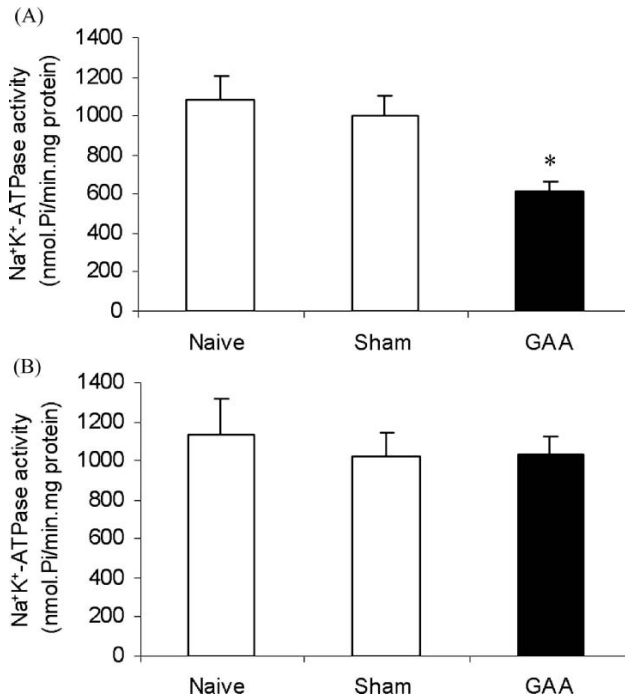 (A)
Na⁺K⁺-ATPase activity
(nmol.Pi/min.mg protein)
1400
1200
1000
800
600
400
200
0
*
Naive Sham GAA
(B)
Na⁺K⁺-ATPase activity
(nmol.Pi/min.mg protein)
1400
1200
1000
800
600
400
200
0
Naive Sham GAA